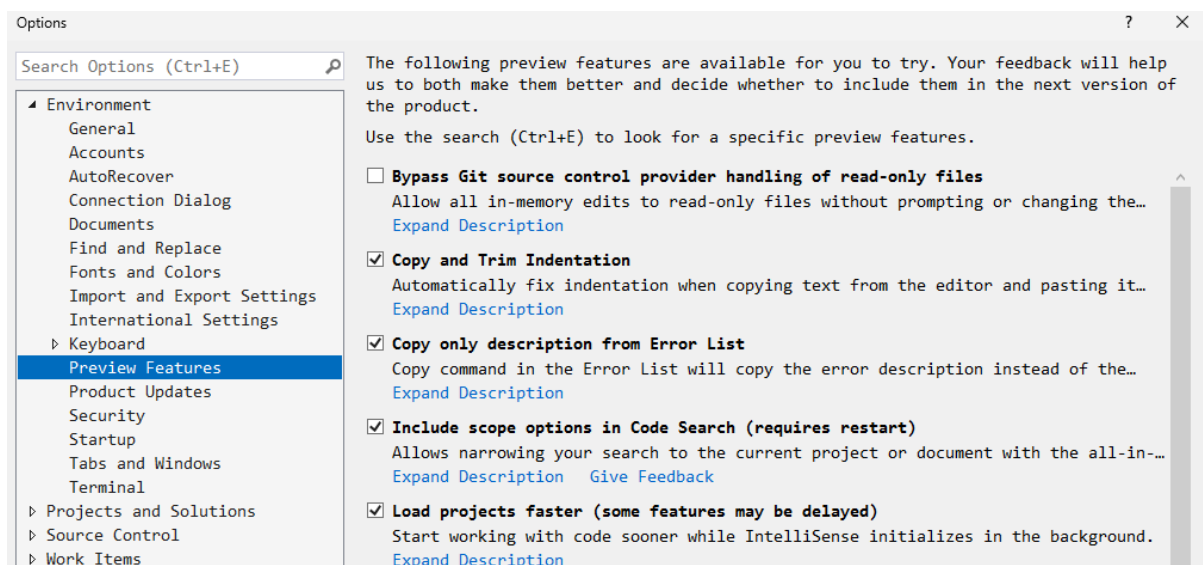 Options
?
Search Options (Ctrl+E)
Environment
General
Accounts
AutoRecover
Connection Dialog
Documents
Find and Replace
Fonts and Colors
Import and Export Settings
International Settings
Keyboard
Preview Features
Product Updates
Security
Startup
Tabs and Windows
Terminal
Projects and Solutions
Source Control
Work Items
The following preview features are available for you to try. Your feedback will help
us to both make them better and decide whether to include them in the next version of
the product.
Use the search (Ctrl+E) to look for a specific preview features.
Bypass Git source control provider handling of read-only files
Allow all in-memory edits to read-only files without prompting or changing the…
Expand Description
Copy and Trim Indentation
Automatically fix indentation when copying text from the editor and pasting it…
Expand Description
Copy only description from Error List
Copy command in the Error List will copy the error description instead of the…
Expand Description
Include scope options in Code Search (requires restart)
Allows narrowing your search to the current project or document with the all-in-…
Expand Description Give Feedback
Load projects faster (some features may be delayed)
Start working with code sooner while IntelliSense initializes in the background.
Expand Description